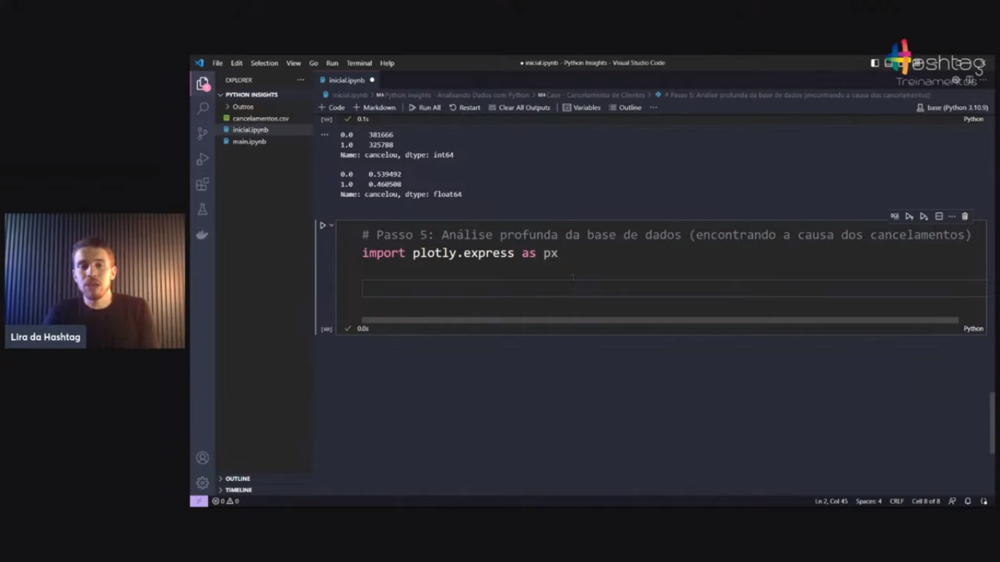 Hashtag
Treinamentos
File Edit Selection View Go Run Terminal Help
● inicial.ipynb - Python Insights - Visual Studio Code
EXPLORER
PYTHON INSIGHTS
Outros
cancelamentos.csv
inicial.ipynb
main.ipynb
OUTLINE
TIMELINE
inicial.ipynb ●
inicial.ipynb > Python insights - Analisando Dados com Python > Case - Cancelamento de Clientes > # Passo 5: Análise profunda da base de dados (encontrando a causa dos cancelamentos)
+ Code + Markdown Run All Restart Clear All Outputs Variables Outline ...
base (Python 3.10.9)
[59] ✓ 0.1s Python
... 0.0 381666
1.0 325788
Name: cancelou, dtype: int64
0.0 0.539492
1.0 0.460508
Name: cancelou, dtype: float64
# Passo 5: Análise profunda da base de dados (encontrando a causa dos cancelamentos)
import plotly.express as px
[60] ✓ 0.0s Python
Lira da Hashtag
0 0
Ln 2, Col 45 Spaces: 4 CRLF Cell 8 of 8